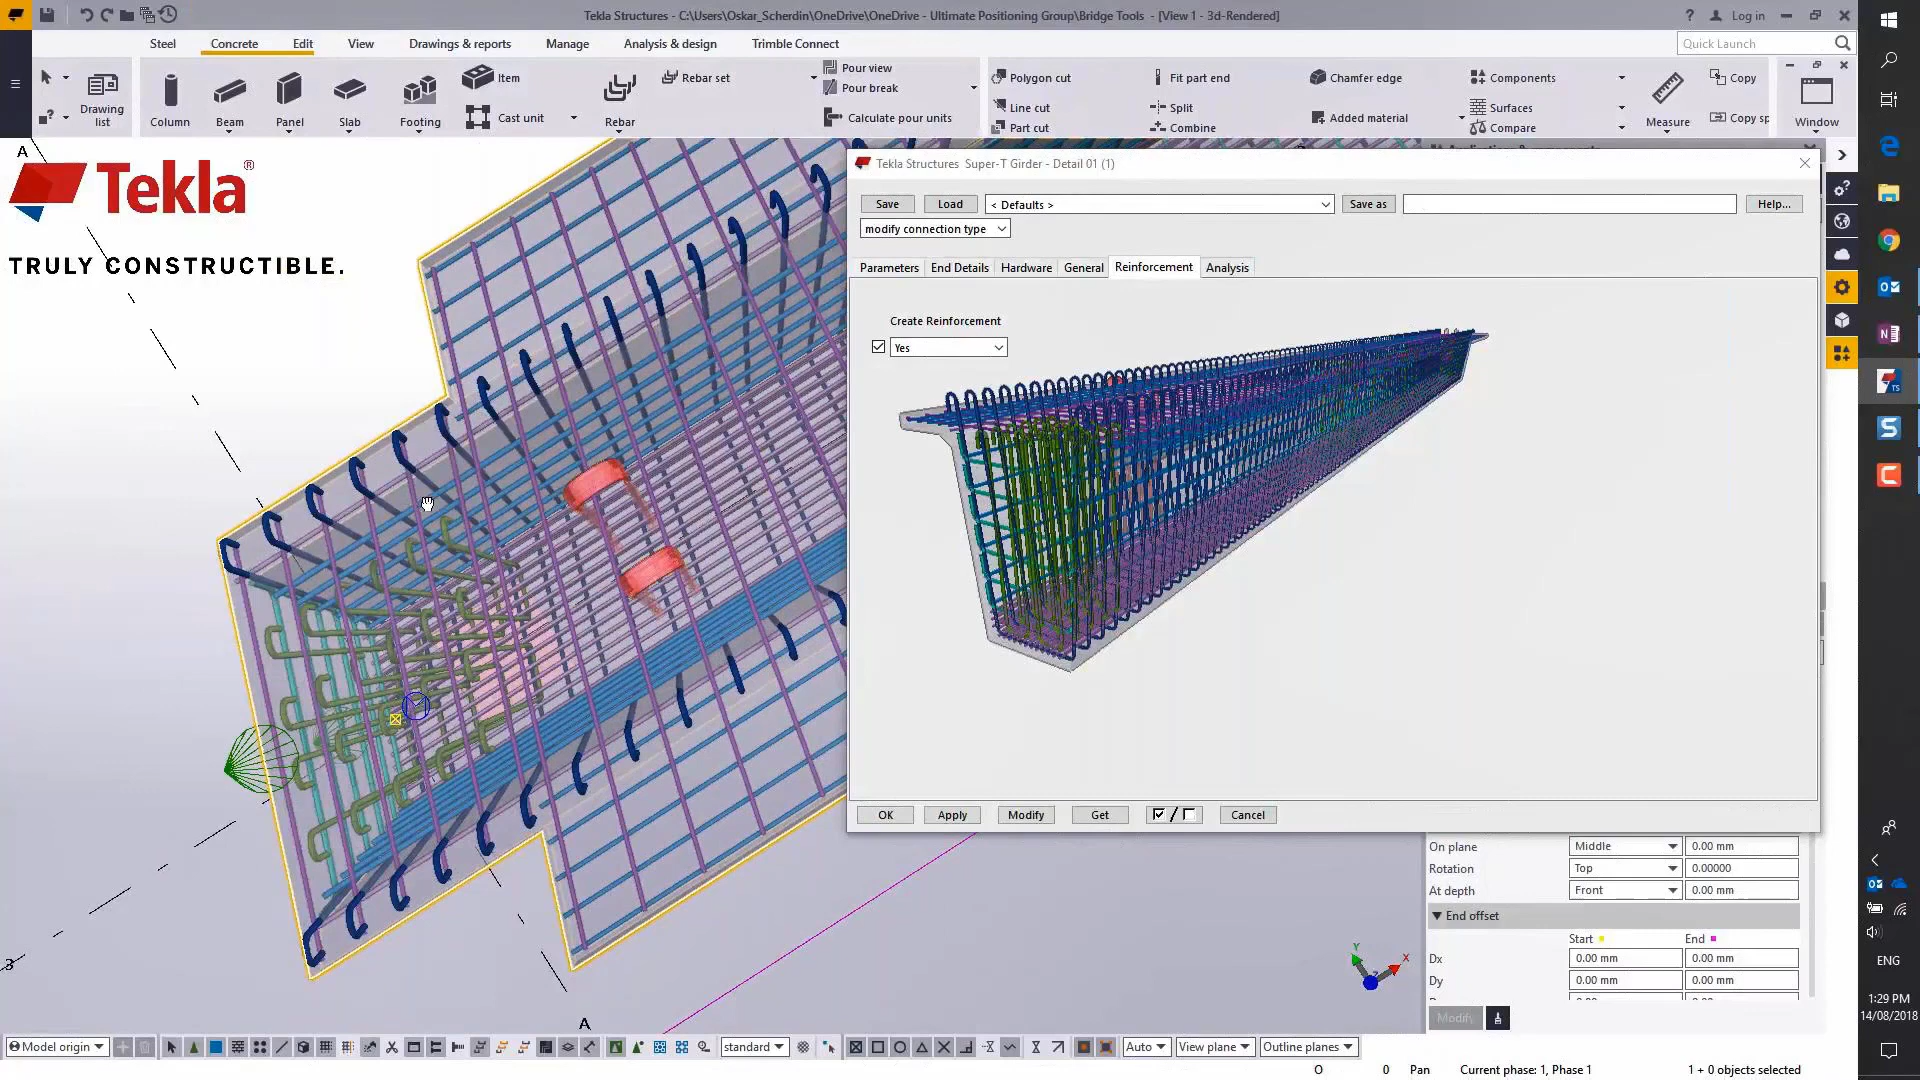 Tekla Structures - C:\Users\Oskar_Scherdin\OneDrive\OneDrive - Ultimate Positioning Group\Bridge Tools - [View 1 - 3d-Rendered]
? Log in
Steel Concrete Edit View Drawings & reports Manage Analysis & design Trimble Connect
Quick Launch
Drawing list
Column
Beam
Panel
Slab
Footing
Item
Cast unit
Rebar
Rebar set
Pour view
Pour break
Calculate pour units
Polygon cut
Line cut
Part cut
Fit part end
Split
Combine
Chamfer edge
Added material
Components
Surfaces
Compare
Measure
Copy
Copy sp
Window
A
Tekla®
TRULY CONSTRUCTIBLE.
Tekla Structures Super-T Girder - Detail 01 (1)
Save Load < Defaults > Save as Help...
modify connection type
Parameters End Details Hardware General Reinforcement Analysis
Create Reinforcement
Yes
OK Apply Modify Get / Cancel
On plane Middle 0.00 mm
Rotation Top 0.00000
At depth Front 0.00 mm
End offset
Start End
Dx 0.00 mm 0.00 mm
Dy 0.00 mm 0.00 mm
Modify
3
A
Y
X
Z
Model origin standard Auto View plane Outline planes
O 0 Pan Current phase: 1, Phase 1 1 + 0 objects selected
ENG
1:29 PM
14/08/2018